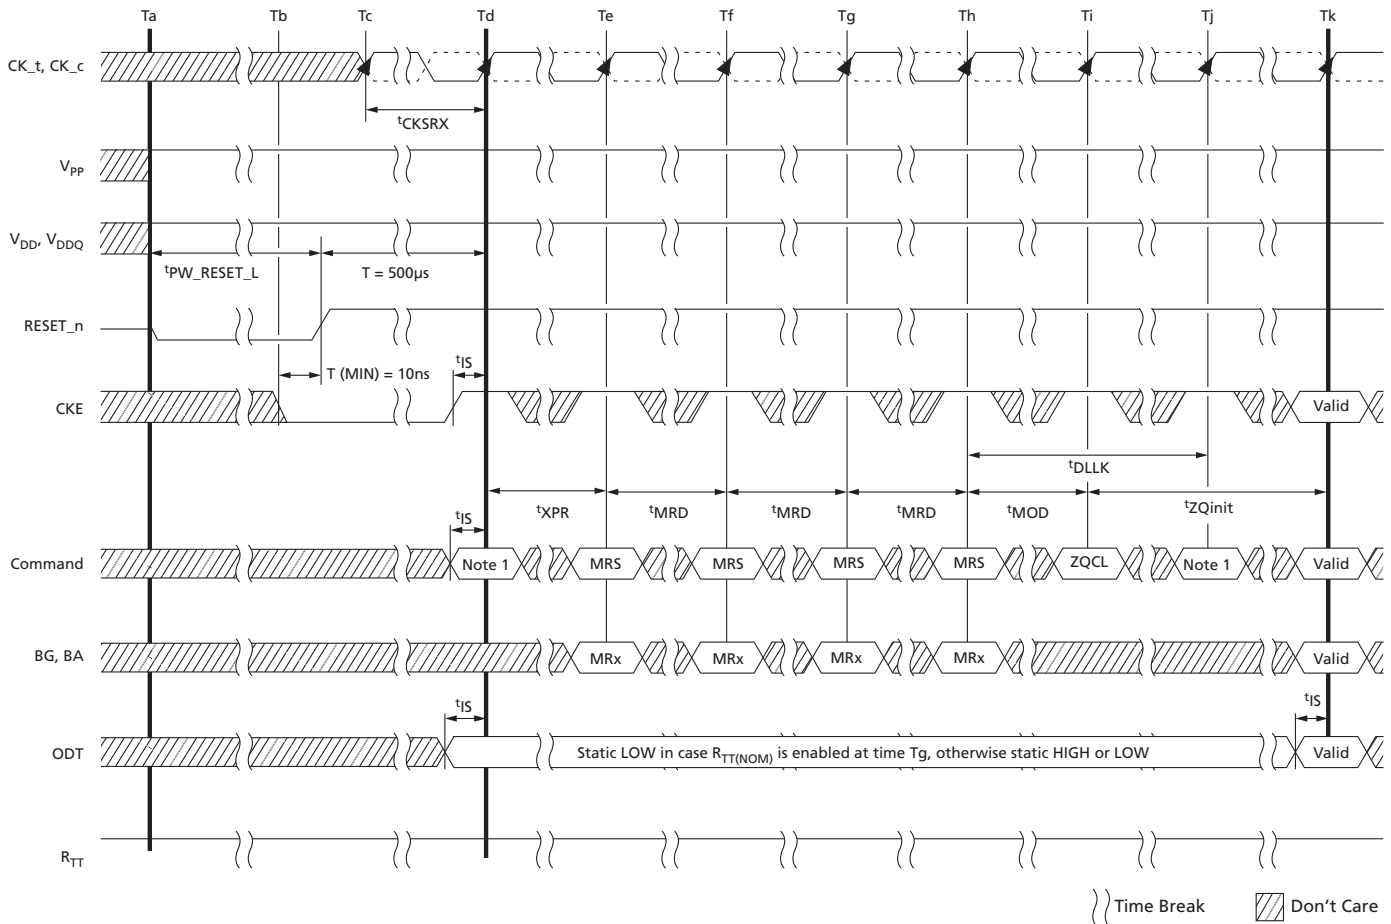 Ta Tb Tc Td Te Tf Tg Th Ti Tj Tk
CK_t, CK_c
tCKSRX
VPP
VDD, VDDQ
tPW_RESET_L T = 500µs
RESET_n
T (MIN) = 10ns tIS
CKE Valid
tDLLK
tXPR tMRD tMRD tMRD tMOD tZQinit
tIS
Command Note 1 MRS MRS MRS MRS ZQCL Note 1 Valid
BG, BA MRx MRx MRx MRx Valid
tIS tIS
ODT Static LOW in case RTT(NOM) is enabled at time Tg, otherwise static HIGH or LOW Valid
RTT
Time Break Don't Care